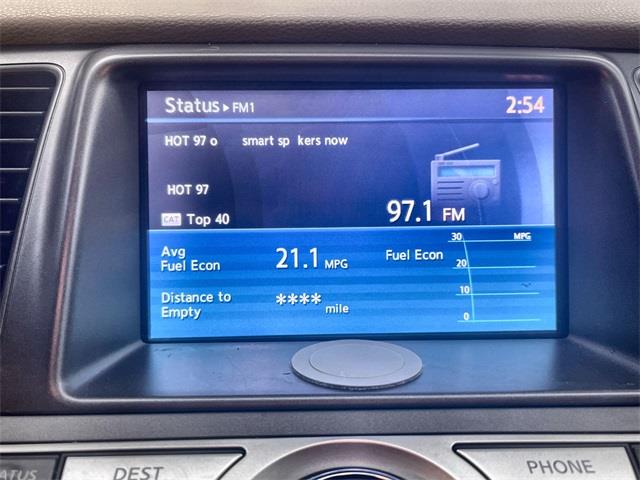 Status ▸ FM1 2:54
HOT 97 o smart sp kers now
HOT 97
CAT Top 40
97.1 FM
Avg
Fuel Econ
21.1 MPG
Distance to
Empty
**** mile
Fuel Econ
30 MPG
20
10
0
STATUS DEST PHONE